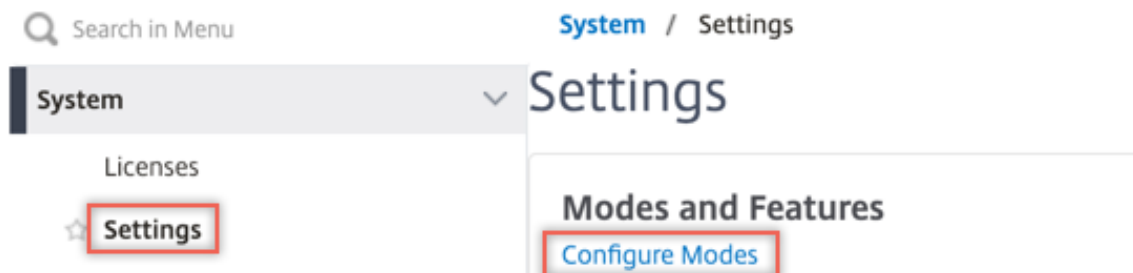 Search in Menu
System
Licenses
Settings
System / Settings
Settings
Modes and Features
Configure Modes